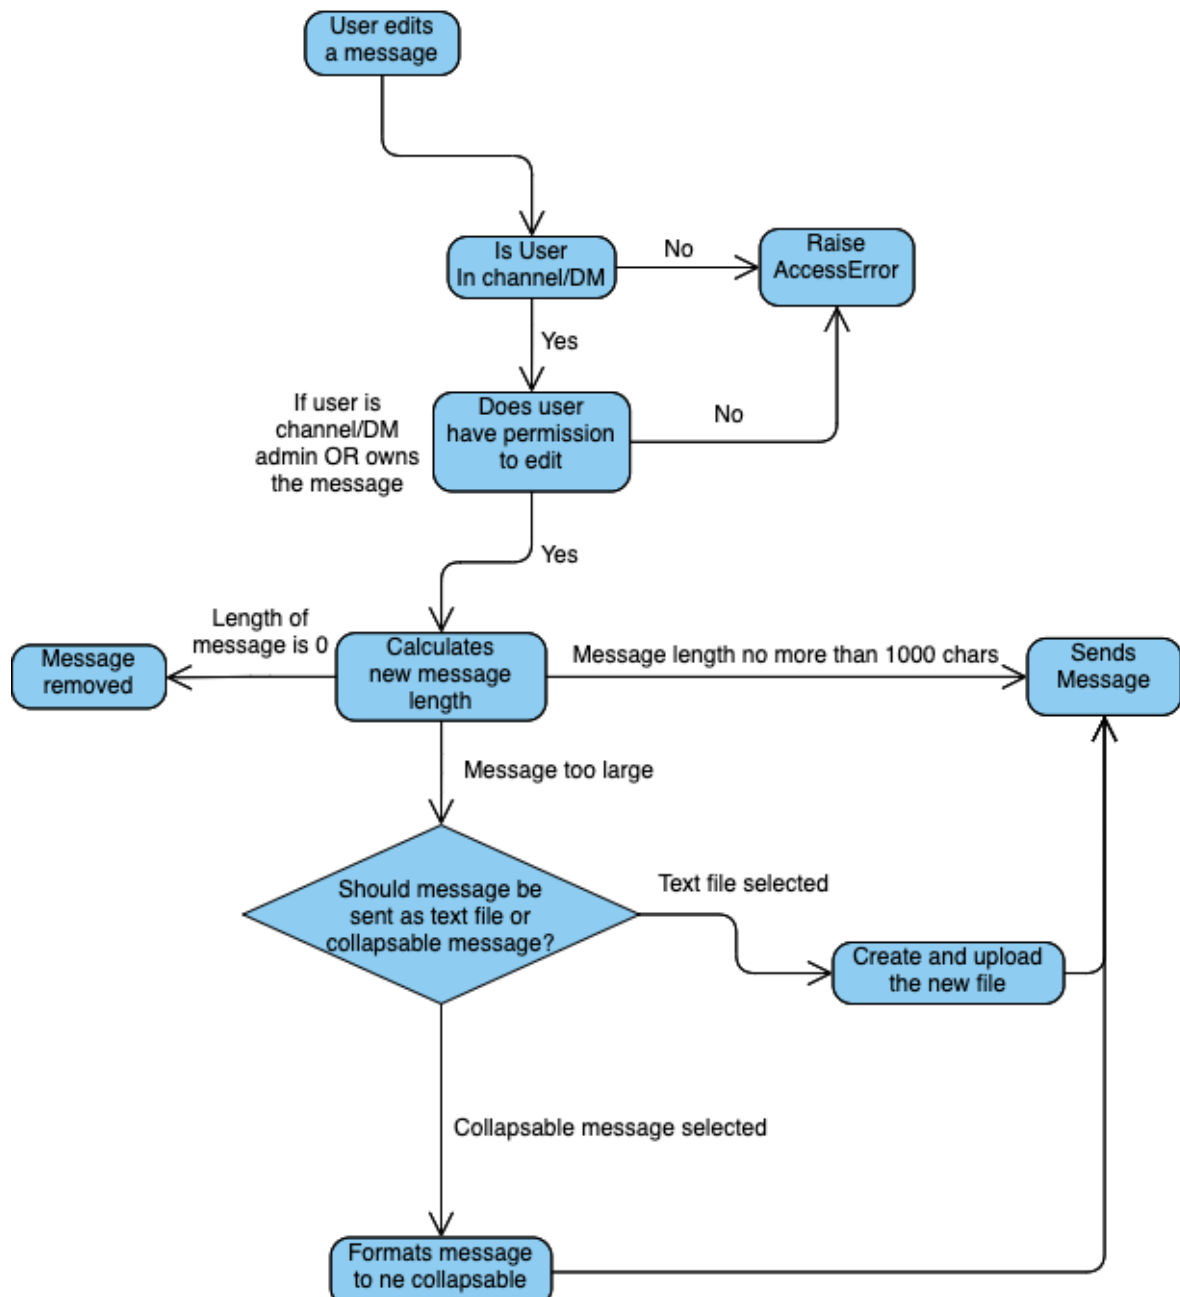 User edits
a message
Is User
In channel/DM
No
Raise
AccessError
Yes
If user is
channel/DM
admin OR owns
the message
Does user
have permission
to edit
No
Yes
Length of
message is 0
Message
removed
Calculates
new message
length
Message length no more than 1000 chars
Sends
Message
Message too large
Should message be
sent as text file or
collapsable message?
Text file selected
Create and upload
the new file
Collapsable message selected
Formats message
to ne collapsable